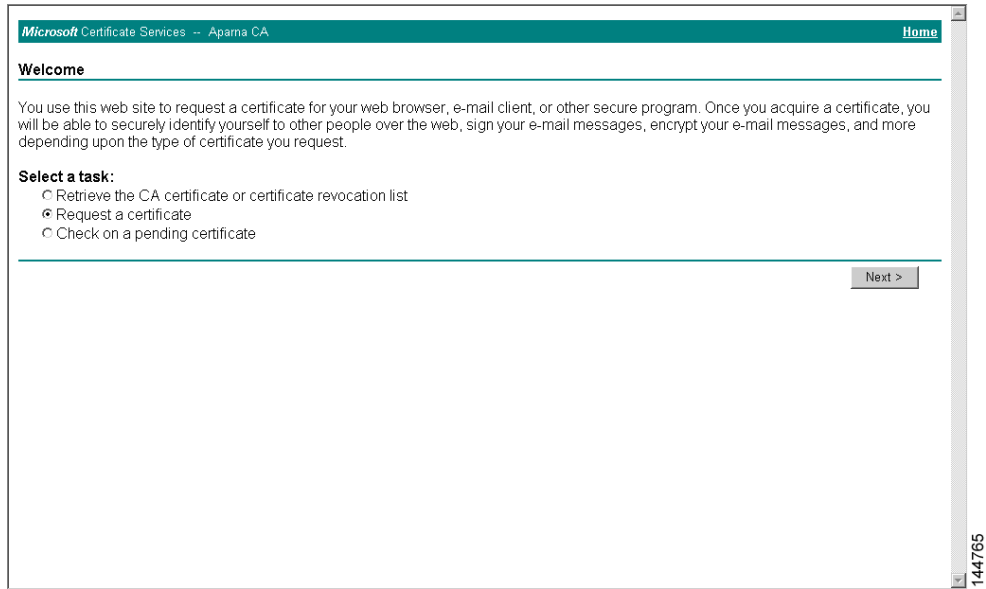 Microsoft Certificate Services -- Aparna CA Home
Welcome
You use this web site to request a certificate for your web browser, e-mail client, or other secure program. Once you acquire a certificate, you
will be able to securely identify yourself to other people over the web, sign your e-mail messages, encrypt your e-mail messages, and more
depending upon the type of certificate you request.
Select a task:
Retrieve the CA certificate or certificate revocation list
Request a certificate
Check on a pending certificate
Next >
144765